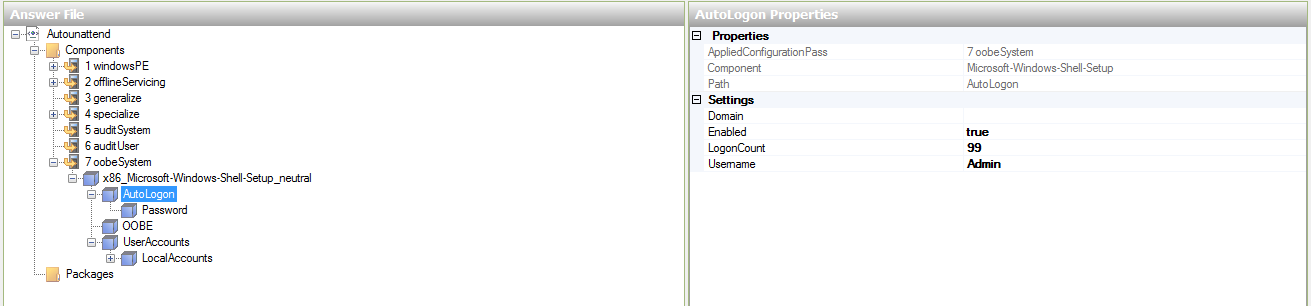 Answer File
Autounattend
Components
1 windowsPE
2 offlineServicing
3 generalize
4 specialize
5 auditSystem
6 auditUser
7 oobeSystem
x86_Microsoft-Windows-Shell-Setup_neutral
AutoLogon
Password
OOBE
UserAccounts
LocalAccounts
Packages
AutoLogon Properties
Properties
AppliedConfigurationPass 7 oobeSystem
Component Microsoft-Windows-Shell-Setup
Path AutoLogon
Settings
Domain
Enabled true
LogonCount 99
Username Admin